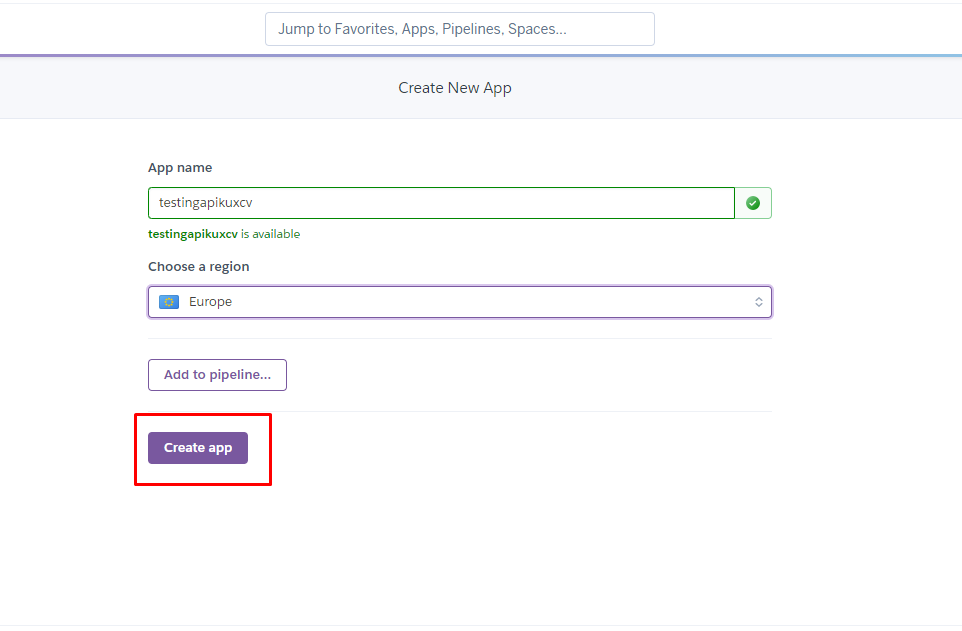 Jump to Favorites, Apps, Pipelines, Spaces...
Create New App
App name
testingapikuxcv
testingapikuxcv is available
Choose a region
Europe
Add to pipeline...
Create app